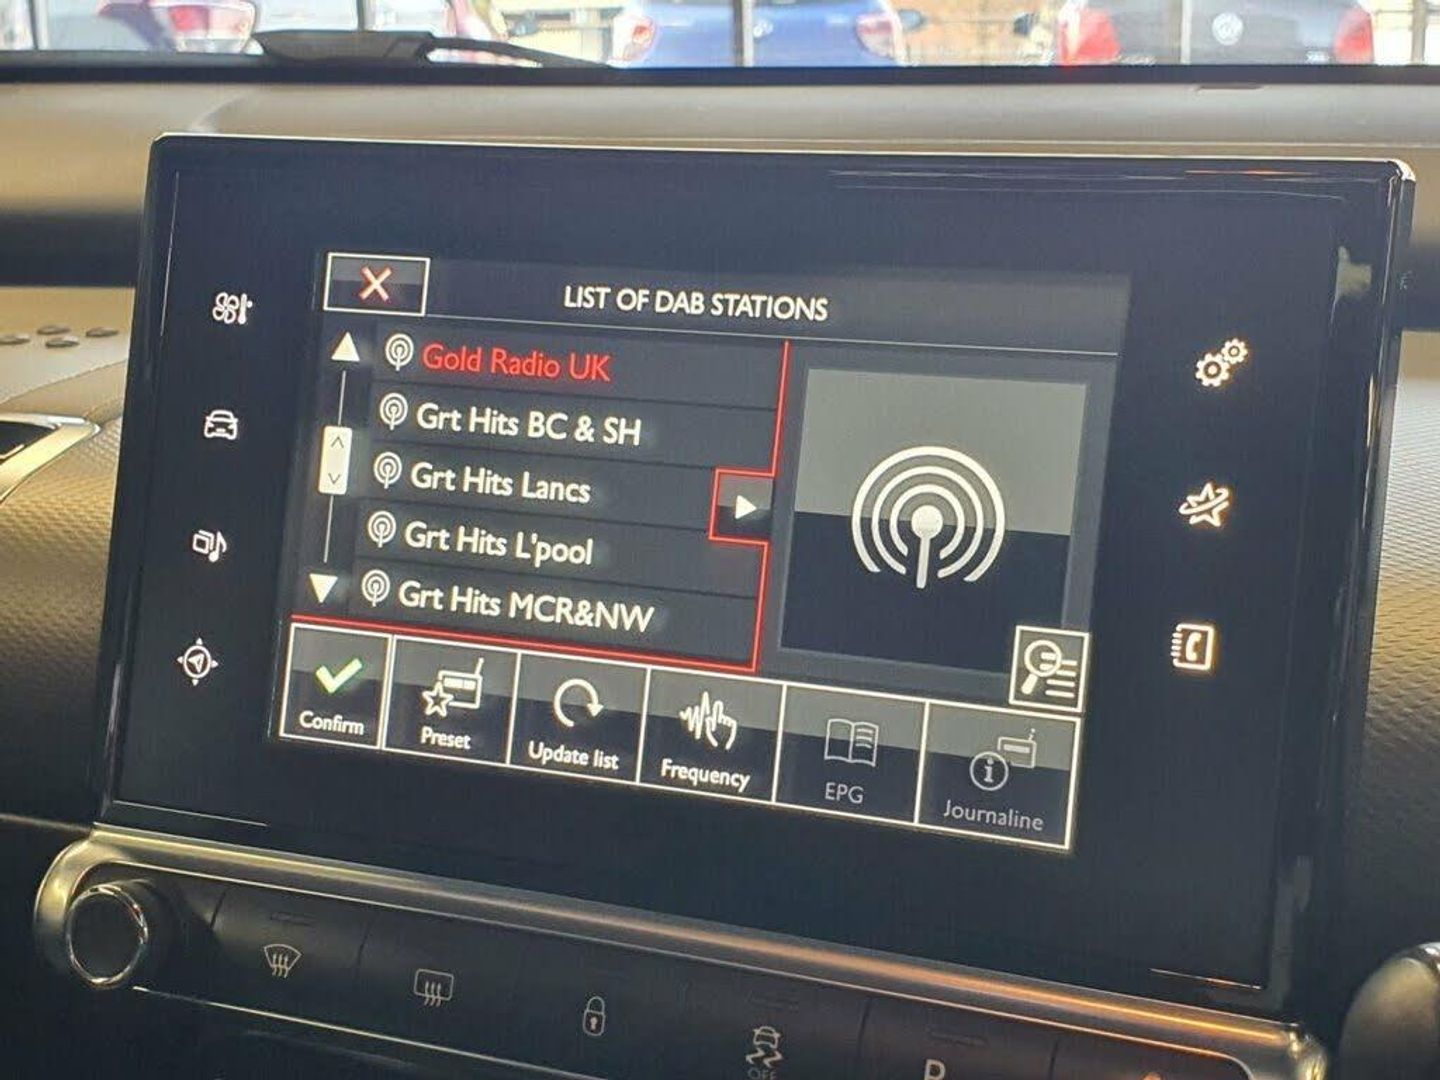 LIST OF DAB STATIONS
Gold Radio UK
Grt Hits BC & SH
Grt Hits Lancs
Grt Hits L'pool
Grt Hits MCR&NW
Confirm
Preset
Update list
Frequency
EPG
Journaline
OFF
P